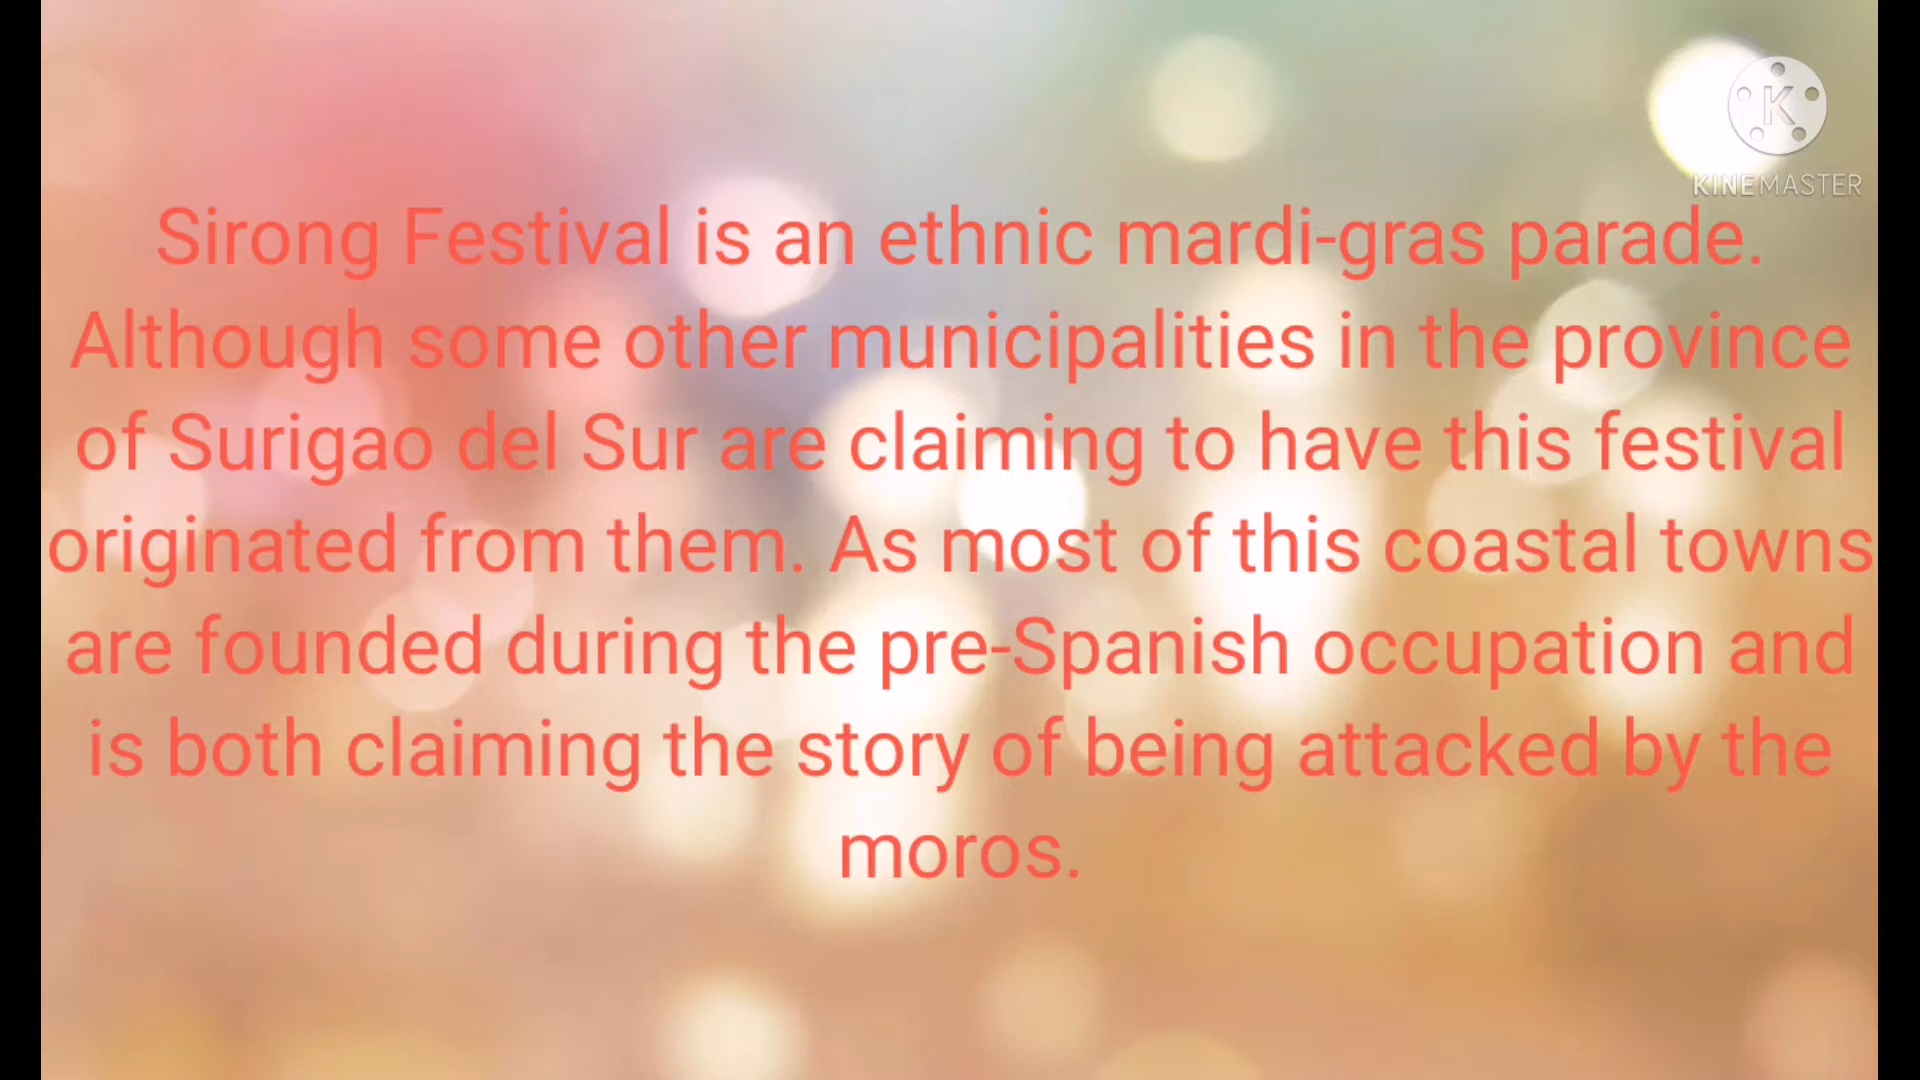 K
KINEMASTER
Sirong Festival is an ethnic mardi-gras parade.
Although some other municipalities in the province
of Surigao del Sur are claiming to have this festival
originated from them. As most of this coastal towns
are founded during the pre-Spanish occupation and
is both claiming the story of being attacked by the
moros.